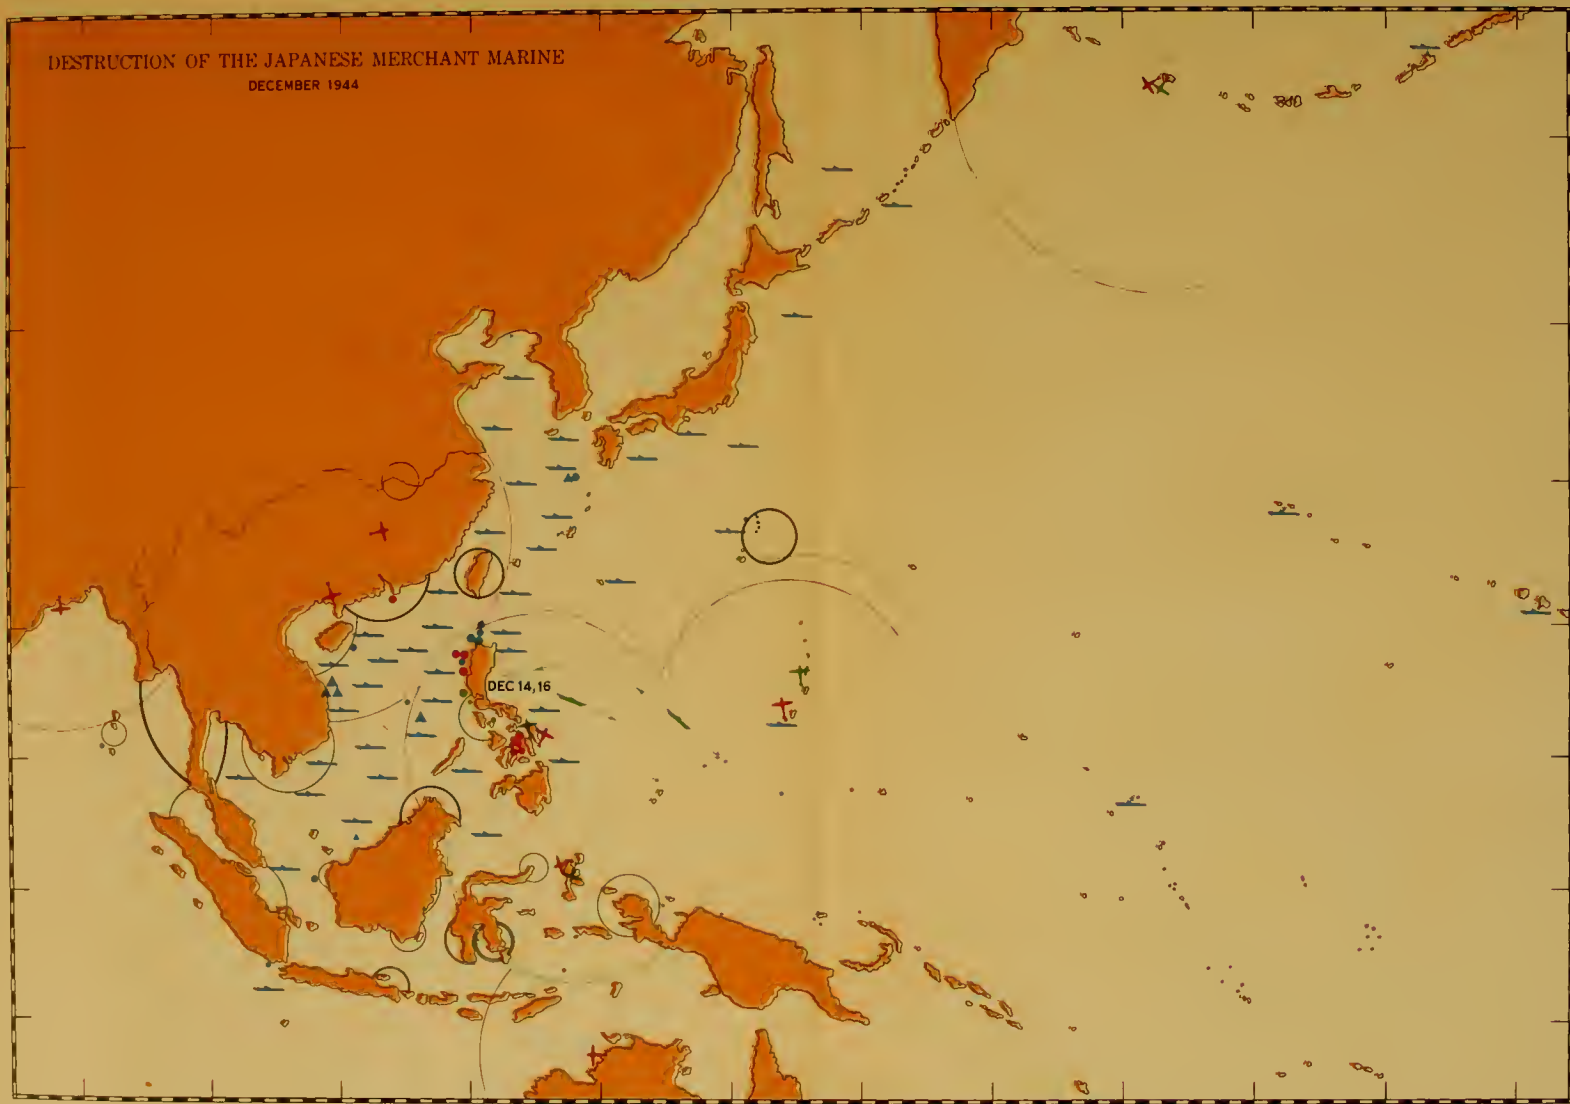 DESTRUCTION OF THE JAPANESE MERCHANT MARINE
DECEMBER 1944
DEC 14, 16